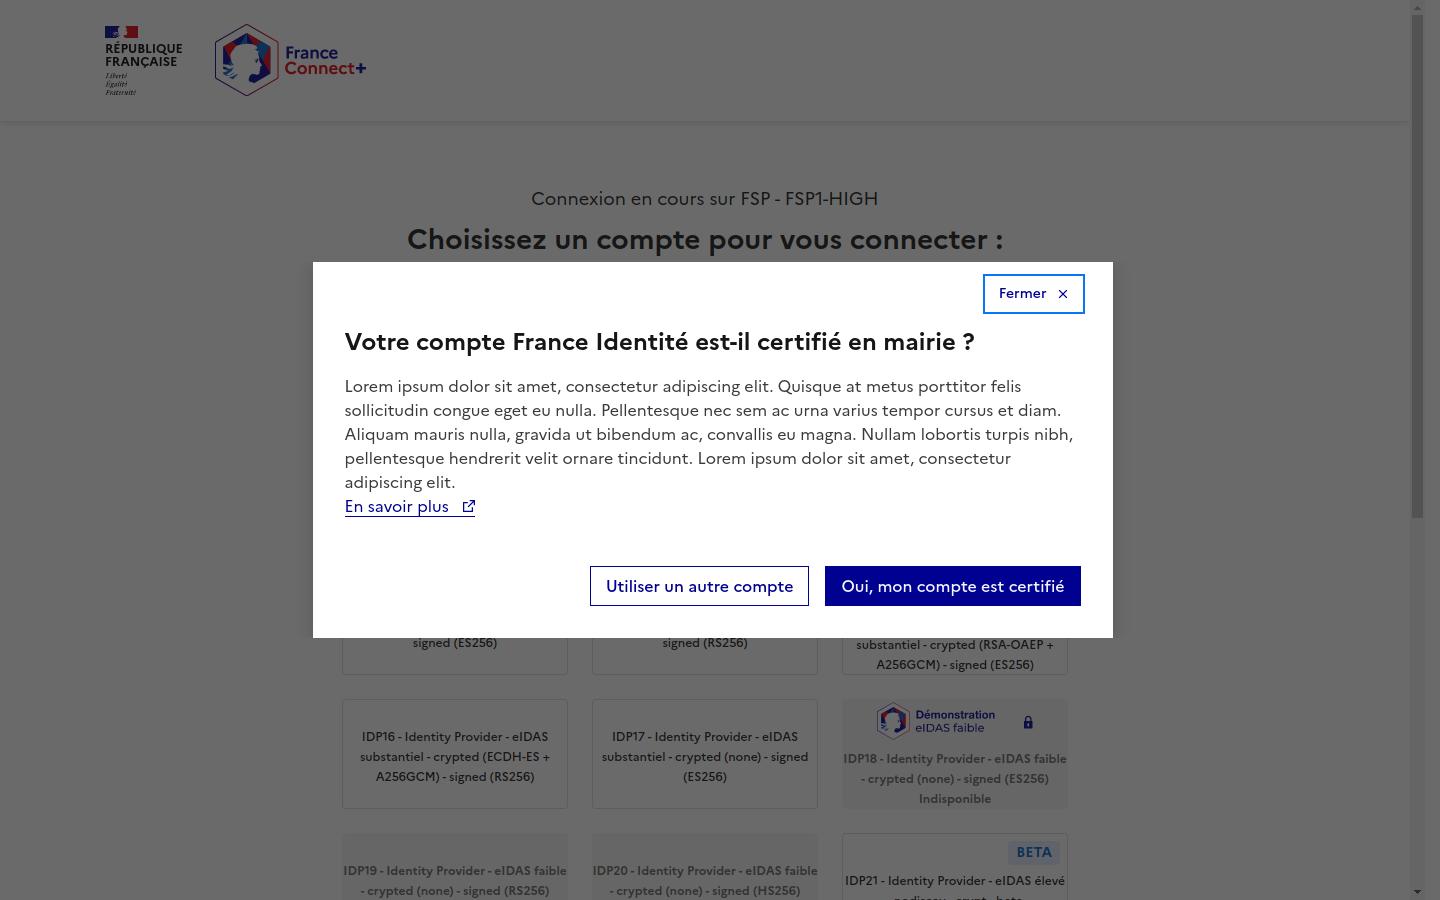 RÉPUBLIQUE
FRANÇAISE
Liberté
Égalité
Fraternité
France
Connect+
Connexion en cours sur FSP - FSP1-HIGH
Choisissez un compte pour vous connecter :
Fermer
Votre compte France Identité est-il certifié en mairie ?
Lorem ipsum dolor sit amet, consectetur adipiscing elit. Quisque at metus porttitor felis
sollicitudin congue eget eu nulla. Pellentesque nec sem ac urna varius tempor cursus et diam.
Aliquam mauris nulla, gravida ut bibendum ac, convallis eu magna. Nullam lobortis turpis nibh,
pellentesque hendrerit velit ornare tincidunt. Lorem ipsum dolor sit amet, consectetur
adipiscing elit.
En savoir plus
Utiliser un autre compte
Oui, mon compte est certifié
signed (ES256)
signed (RS256)
substantiel - crypted (RSA-OAEP +
A256GCM) - signed (ES256)
IDP16 - Identity Provider - eIDAS
substantiel - crypted (ECDH-ES +
A256GCM) - signed (RS256)
IDP17 - Identity Provider - eIDAS
substantiel - crypted (none) - signed
(ES256)
Démonstration
eIDAS faible
IDP18 - Identity Provider - eIDAS faible
- crypted (none) - signed (ES256)
Indisponible
IDP19 - Identity Provider - eIDAS faible
- crypted (none) - signed (RS256)
IDP20 - Identity Provider - eIDAS faible
- crypted (none) - signed (HS256)
BETA
IDP21 - Identity Provider - eIDAS élevé